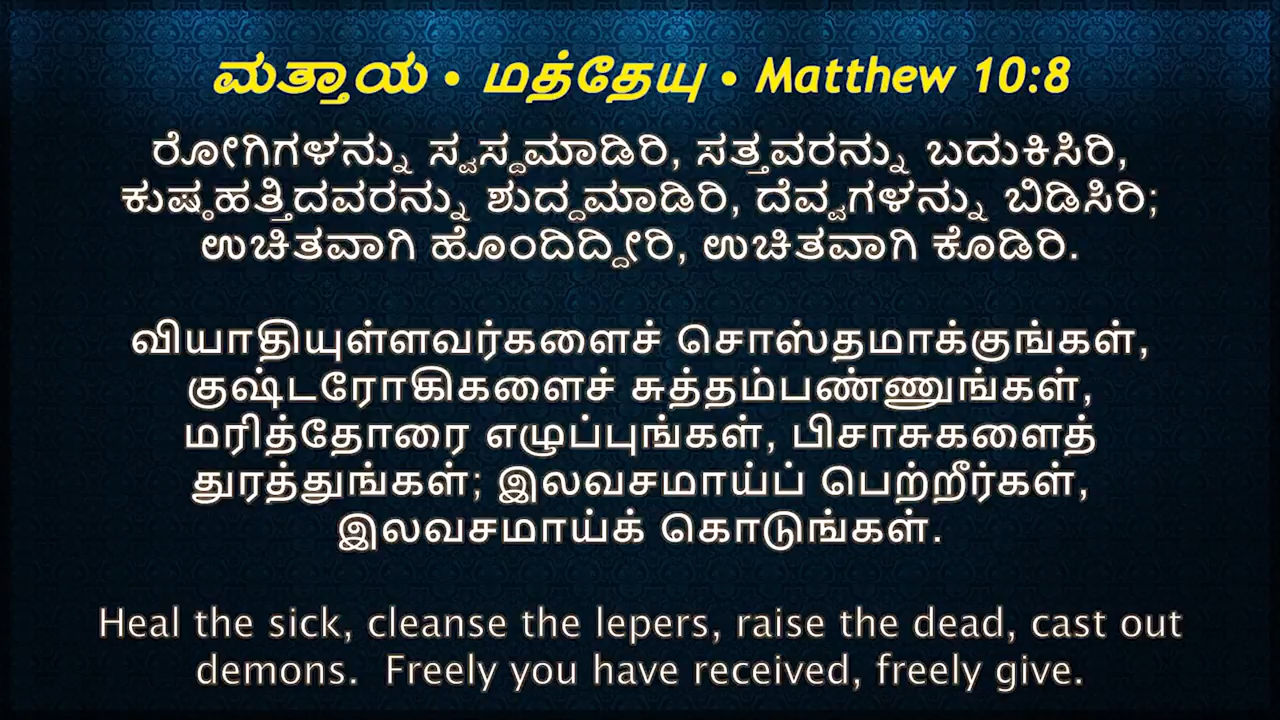 ಮತ್ತಾಯ • மத்தேயு • Matthew 10:8
ರೋಗಿಗಳನ್ನು ಸ್ವಸ್ದಮಾಡಿರಿ, ಸತ್ತವರನ್ನು ಬದುಕಿಸಿರಿ,
ಕುಷ್ಠಹತ್ತಿದವರನ್ನು ಶುದ್ದಮಾಡಿರಿ, ದೆವ್ವಗಳನ್ನು ಬಿಡಿಸಿರಿ;
ಉಚಿತವಾಗಿ ಹೊಂದಿದ್ದೀರಿ, ಉಚಿತವಾಗಿ ಕೊಡಿರಿ.
வியாதியுள்ளவர்களைச் சொஸ்தமாக்குங்கள்,
குஷ்டரோகிகளைச் சுத்தம்பண்ணுங்கள்,
மரித்தோரை எழுப்புங்கள், பிசாசுகளைத்
துரத்துங்கள்; இலவசமாய்ப் பெற்றீர்கள்,
இலவசமாய்க் கொடுங்கள்.
Heal the sick, cleanse the lepers, raise the dead, cast out
demons.  Freely you have received, freely give.